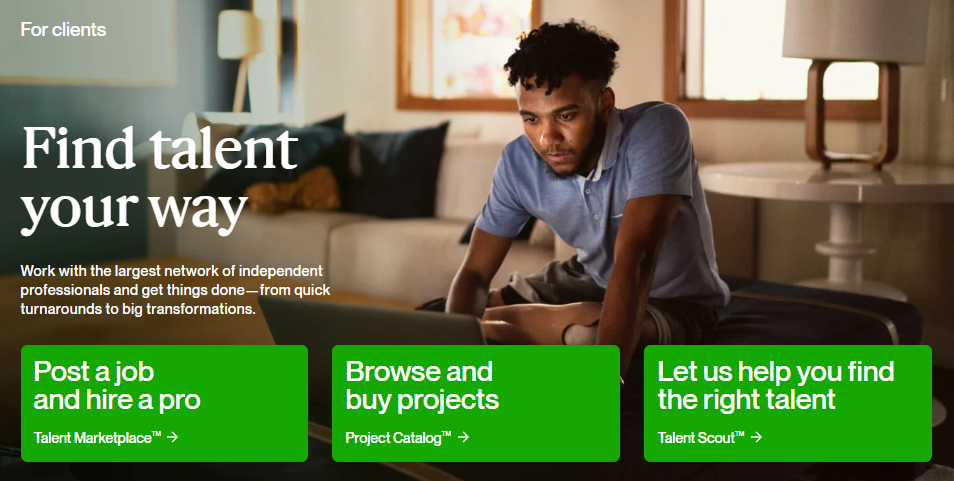 For clients
Find talent
your way
Work with the largest network of independent
professionals and get things done—from quick
turnarounds to big transformations.
Post a job
and hire a pro
Talent Marketplace™ →
Browse and
buy projects
Project Catalog™ →
Let us help you find
the right talent
Talent Scout™ →